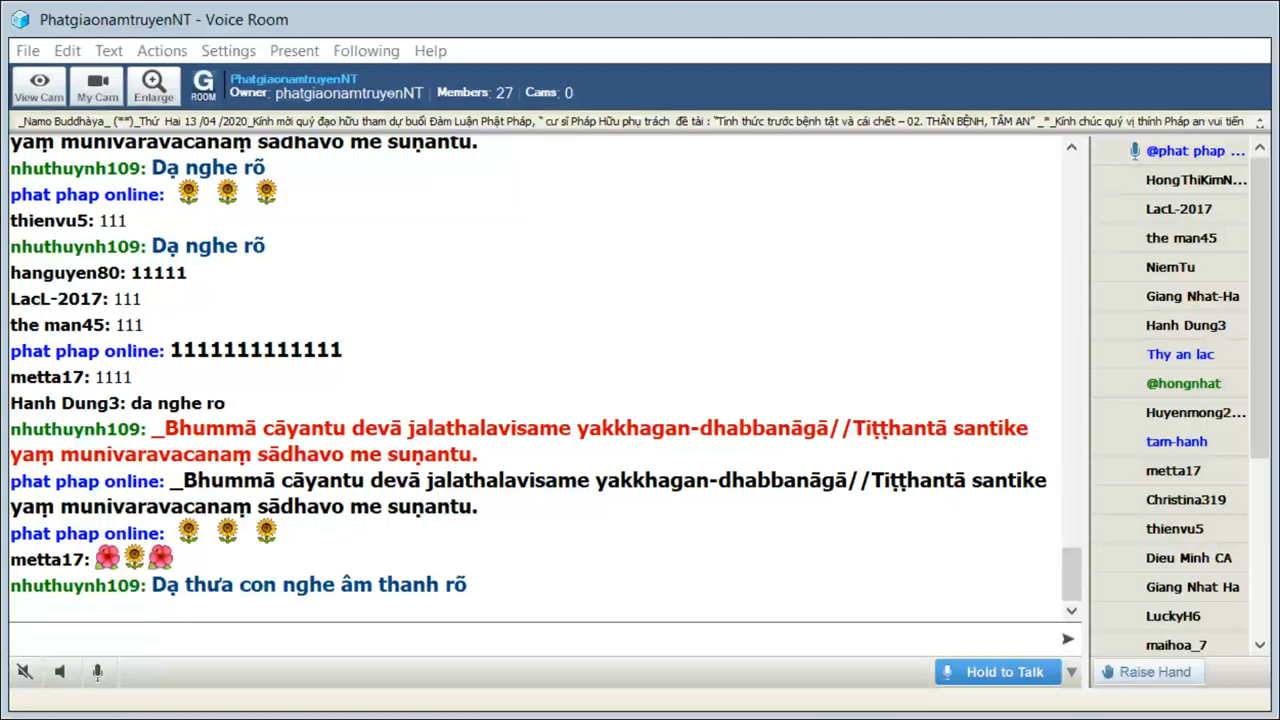 PhatgiaonamtruyenNT - Voice Room
File Edit Text Actions Settings Present Following Help
View Cam My Cam Enlarge G ROOM PhatgiaonamtruyenNT
Owner: phatgiaonamtruyenNT Members: 27 Cams: 0
_Namo Buddhàya_ (**)_Thứ Hai 13 /04 /2020_Kính mời quý đạo hữu tham dự buổi Đàm Luận Phật Pháp, " cư sĩ Pháp Hữu phụ trách đề tài : "Tinh thức trước bệnh tật và cái chết – 02. THÂN BỆNH, TÂM AN" _*_Kính chúc quý vị thính Pháp an vui tiến
yaṃ munivaravacanaṃ sādhavo me suṇantu.
nhuthuynh109: Dạ nghe rõ
phat phap online:
thienvu5: 111
nhuthuynh109: Dạ nghe rõ
hanguyen80: 11111
LacL-2017: 111
the man45: 111
phat phap online: 1111111111111
metta17: 1111
Hanh Dung3: da nghe ro
nhuthuynh109: _Bhummā cāyantu devā jalathalavisame yakkhagan-dhabbanāgā//Tiṭṭhantā santike
yaṃ munivaravacanaṃ sādhavo me suṇantu.
phat phap online: _Bhummā cāyantu devā jalathalavisame yakkhagan-dhabbanāgā//Tiṭṭhantā santike
yaṃ munivaravacanaṃ sādhavo me suṇantu.
phat phap online:
metta17:
nhuthuynh109: Dạ thưa con nghe âm thanh rõ
@phat phap ...
HongThiKimN...
LacL-2017
the man45
NiemTu
Giang Nhat-Ha
Hanh Dung3
Thy an lac
@hongnhat
Huyenmong2...
tam-hanh
metta17
Christina319
thienvu5
Dieu Minh CA
Giang Nhat Ha
LuckyH6
maihoa_7
Hold to Talk
Raise Hand